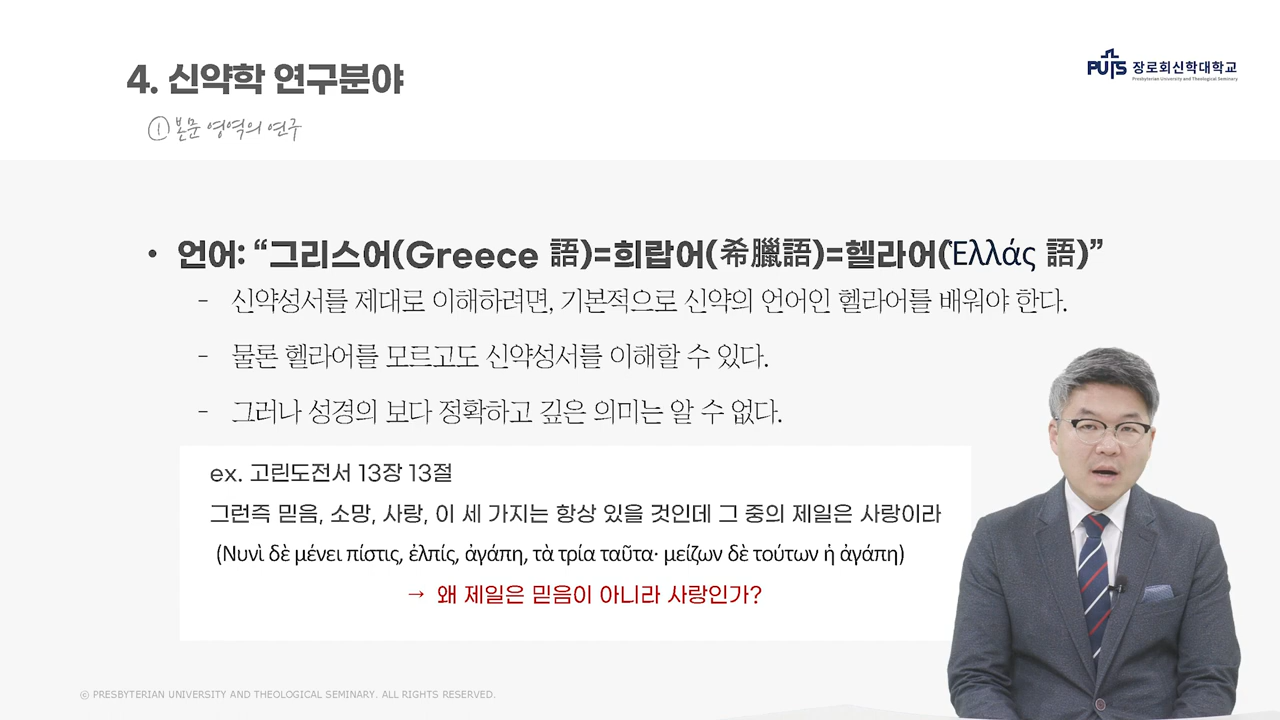 4. 신약학 연구분야
PUTS 장로회신학대학교
Presbyterian University and Theological Seminary
① 본문 영역의 연구
• 언어: “그리스어(Greece 語)=희랍어(希臘語)=헬라어(Ἑλλάς 語)”
- 신약성서를 제대로 이해하려면, 기본적으로 신약의 언어인 헬라어를 배워야 한다.
- 물론 헬라어를 모르고도 신약성서를 이해할 수 있다.
- 그러나 성경의 보다 정확하고 깊은 의미는 알 수 없다.
ex. 고린도전서 13장 13절
그런즉 믿음, 소망, 사랑, 이 세 가지는 항상 있을 것인데 그 중의 제일은 사랑이라
(Νυνὶ δὲ μένει πίστις, ἐλπίς, ἀγάπη, τὰ τρία ταῦτα· μείζων δὲ τούτων ἡ ἀγάπη)
→ 왜 제일은 믿음이 아니라 사랑인가?
ⓒ PRESBYTERIAN UNIVERSITY AND THEOLOGICAL SEMINARY. ALL RIGHTS RESERVED.